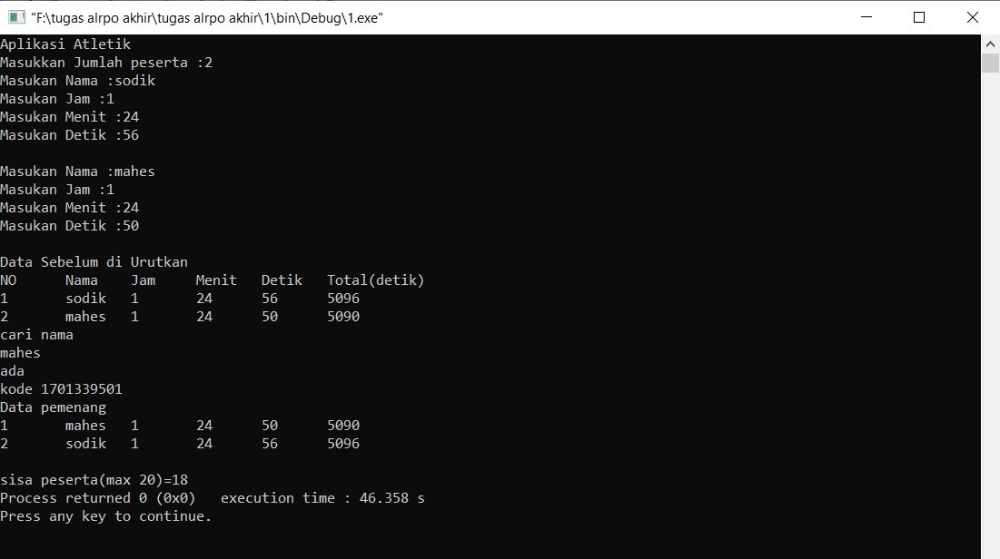 "F:\tugas alrpo akhir\tugas alrpo akhir\1\bin\Debug\1.exe"
Aplikasi Atletik
Masukkan Jumlah peserta :2
Masukan Nama :sodik
Masukan Jam :1
Masukan Menit :24
Masukan Detik :56
Masukan Nama :mahes
Masukan Jam :1
Masukan Menit :24
Masukan Detik :50
Data Sebelum di Urutkan
NO Nama Jam Menit Detik Total(detik)
1 sodik 1 24 56 5096
2 mahes 1 24 50 5090
cari nama
mahes
ada
kode 1701339501
Data pemenang
1 mahes 1 24 50 5090
2 sodik 1 24 56 5096
sisa peserta(max 20)=18
Process returned 0 (0x0) execution time : 46.358 s
Press any key to continue.